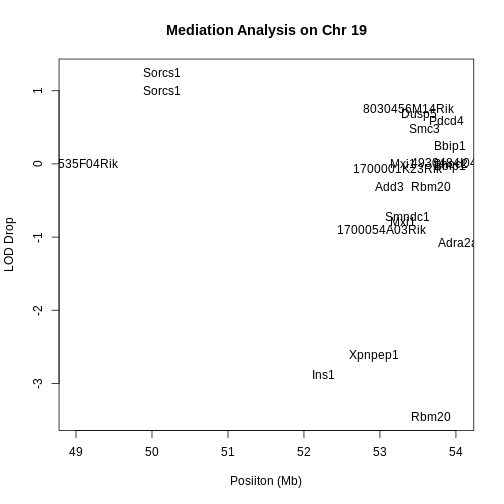 Mediation Analysis on Chr 19
Sorcs1
Sorcs1
8030456M14Rik
Dusp5
Pdcd4
Smc3
Bbip1
535F04Rik
Mxi1
1700001K23Rik
Add3
Rbm20
Smndc1
Mxi1
1700054A03Rik
Adra2a
Xpnpep1
Ins1
Rbm20
1
0
-1
-2
-3
LOD Drop
49
50
51
52
53
54
Posiiton (Mb)